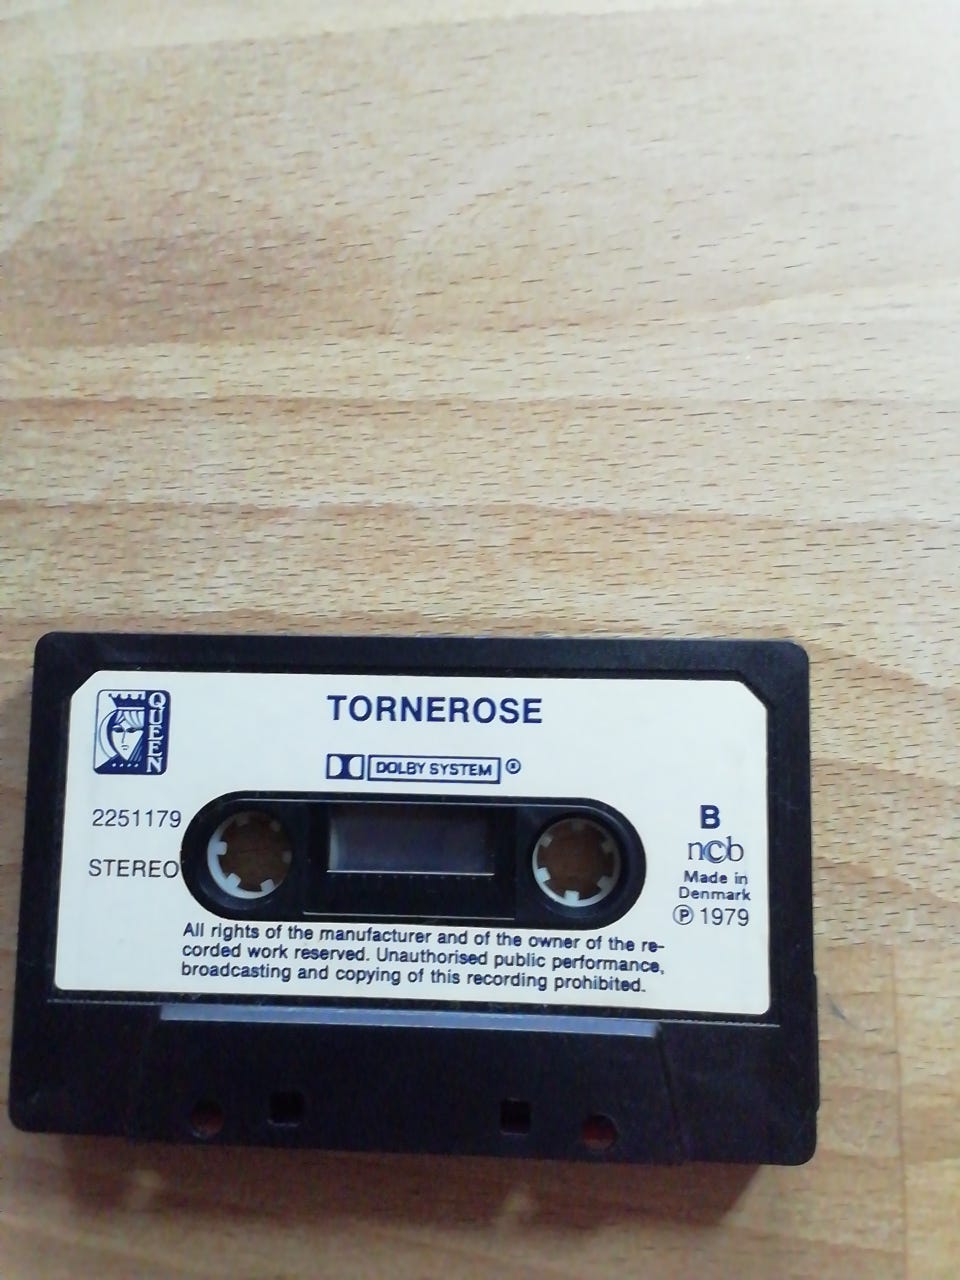 QUEEN
TORNEROSE
DOLBY SYSTEM ®
2251179
STEREO
B
ncb
Made in
Denmark
℗ 1979
All rights of the manufacturer and of the owner of the re-
corded work reserved. Unauthorised public performance,
broadcasting and copying of this recording prohibited.